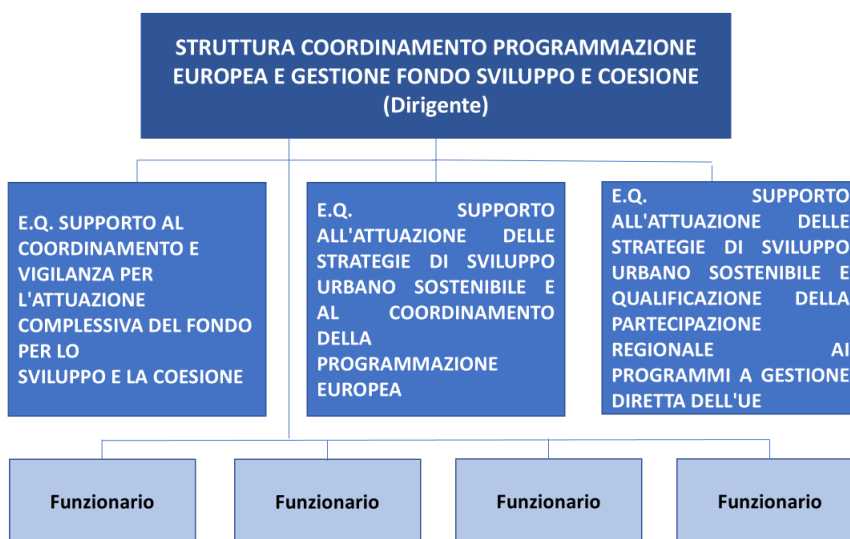 STRUTTURA COORDINAMENTO PROGRAMMAZIONE
EUROPEA E GESTIONE FONDO SVILUPPO E COESIONE
(Dirigente)
E.Q. SUPPORTO AL
COORDINAMENTO E
VIGILANZA PER
L'ATTUAZIONE
COMPLESSIVA DEL FONDO
PER LO
SVILUPPO E LA COESIONE
E.Q. SUPPORTO
ALL'ATTUAZIONE DELLE
STRATEGIE DI SVILUPPO
URBANO SOSTENIBILE E
AL COORDINAMENTO
DELLA
PROGRAMMAZIONE
EUROPEA
E.Q. SUPPORTO
ALL'ATTUAZIONE DELLE
STRATEGIE DI SVILUPPO
URBANO SOSTENIBILE E
QUALIFICAZIONE DELLA
PARTECIPAZIONE
REGIONALE AI
PROGRAMMI A GESTIONE
DIRETTA DELL'UE
Funzionario
Funzionario
Funzionario
Funzionario